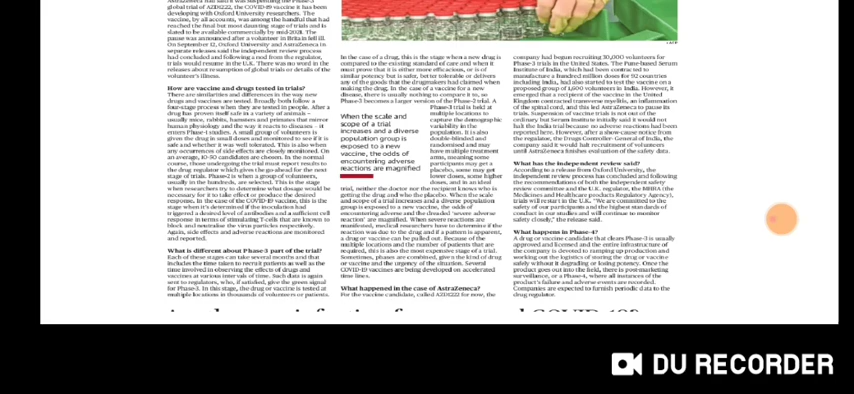 AstraZeneca had said it was suspending the Phase-3
global trial of AZD1222, the COVID-19 vaccine it has been
developing with Oxford University researchers. The
vaccine, by all accounts, was among the handful that had
reached the final but most daunting stage of trials and is
slated to be available commercially by mid-2021. The
pause was announced after a volunteer in Britain fell ill.
On September 12, Oxford University and AstraZeneca in
separate releases said the independent review process
had concluded and following a nod from the regulator,
trials would resume in the U.K. There was no word in the
releases about resumption of global trials or details of the
volunteer's illness.
How are vaccine and drugs tested in trials?
There are similarities and differences in the way new
drugs and vaccines are tested. Broadly both follow a
four-stage process when they are tested in people. After a
drug has proven itself safe in a variety of animals –
usually mice, rabbits, hamsters and primates that mirror
human physiology and the way it reacts to diseases – it
enters Phase-1 studies. A small group of volunteers is
given the drug in small doses and monitored to see if it is
safe and whether it was well tolerated. This is also when
any occurrences of side effects are closely monitored. On
an average, 10-50 candidates are chosen. In the normal
course, those undergoing the trial must report results to
the drug regulator which gives the go-ahead for the next
stage of trials. Phase-2 is when a group of volunteers,
usually in the hundreds, are selected. This is the stage
when researchers try to determine what dosage would be
necessary for it to take effect or produce the desired
response. In the case of the COVID-19 vaccine, this is the
stage when it's determined if the inoculation had
triggered a desired level of antibodies and a sufficient cell
response in terms of stimulating T-cells that are known to
block and neutralise the virus particles respectively.
Again, side effects and adverse reactions are monitored
and reported.
What is different about Phase-3 part of the trial?
Each of these stages can take several months and that
includes the time taken to recruit patients as well as the
time involved in observing the effects of drugs and
vaccines at various intervals of time. Such data is again
sent to regulators, who, if satisfied, give the green signal
for Phase-3. In this stage, the drug or vaccine is tested at
multiple locations in thousands of volunteers or patients.
In the case of a drug, this is the stage when a new drug is
compared to the existing standard of care and when it
must prove that it is either more efficacious, or is of
similar potency but is safer, better tolerable or delivers
any of the goods that the drugmakers had claimed when
making the drug. In the case of a vaccine for a new
disease, there is usually nothing to compare it to, so
Phase-3 becomes a larger version of the Phase-2 trial. A
Phase-3 trial is held at
multiple locations to
capture the demographic
variability in the
population. It is also
double-blinded and
randomised and may
have multiple treatment
arms, meaning some
participants may get a
placebo, some may get
lower doses, some higher
doses, and in such a
When the scale and
scope of a trial
increases and a diverse
population group is
exposed to a new
vaccine, the odds of
encountering adverse
reactions are magnified
trial, neither the doctor nor the recipient knows who is
getting the drug and who the placebo. When the scale
and scope of a trial increases and a diverse population
group is exposed to a new vaccine, the odds of
encountering adverse and the dreaded 'severe adverse
reaction' are magnified. When severe reactions are
manifested, medical majors have to determine if the
reaction was due to the drug and if a pattern is apparent,
a drug or vaccine can be pulled out. Because of the
multiple locations and the number of patients that are
required, this is also the most expensive stage of a trial.
Sometimes, phases are combined, given the kind of drug
or vaccine and the urgency of the situation. Several
COVID-19 vaccines are being developed on accelerated
time lines.
What happened in the case of AstraZeneca?
For the vaccine candidate, called AZD1222 for now, the
company had begun recruiting 30,000 volunteers for
Phase-3 trials in the United States. The Pune-based Serum
Institute of India, which had been contracted to
manufacture a hundred million doses for 92 countries
including India, had also started to test the vaccine on a
proposed group of 1,600 volunteers in India. However, it
emerged that a recipient of the vaccine in the United
Kingdom contracted transverse myelitis, an inflammation
of the spinal cord, and this led AstraZeneca to pause its
trials. Suspension of vaccine trials is not out of the
ordinary but Serum Institute initially said it would not
halt the India trial because no adverse reactions had been
reported here. However, after a show-cause notice from
the regulator, the Drugs Controller-General of India, the
company said it would halt recruitment of volunteers
until AstraZeneca finishes evaluation of the safety data.
What has the independent review said?
According to a release from Oxford University, the
independent review process has concluded and following
the recommendations of both the independent safety
review committee and the U.K. regulator, the MHRA (the
Medicines and Healthcare products Regulatory Agency),
trials will restart in the U.K. "We are committed to the
safety of our participants and the highest standards of
conduct in our studies and will continue to monitor
safety closely," the release said.
What happens in Phase-4?
A drug or vaccine candidate that clears Phase-3 is usually
approved and licensed and the entire infrastructure of
the company is devoted to ramping up production and
working out the logistics of storing the drug or vaccine
safely without it degrading or losing potency. Once the
product goes out into the field, there is postmarketing
surveillance, or a Phase-4, where all instances of the
product's failure and adverse events are recorded.
Companies are expected to furnish periodic data to the
drug regulator.
DU RECORDER